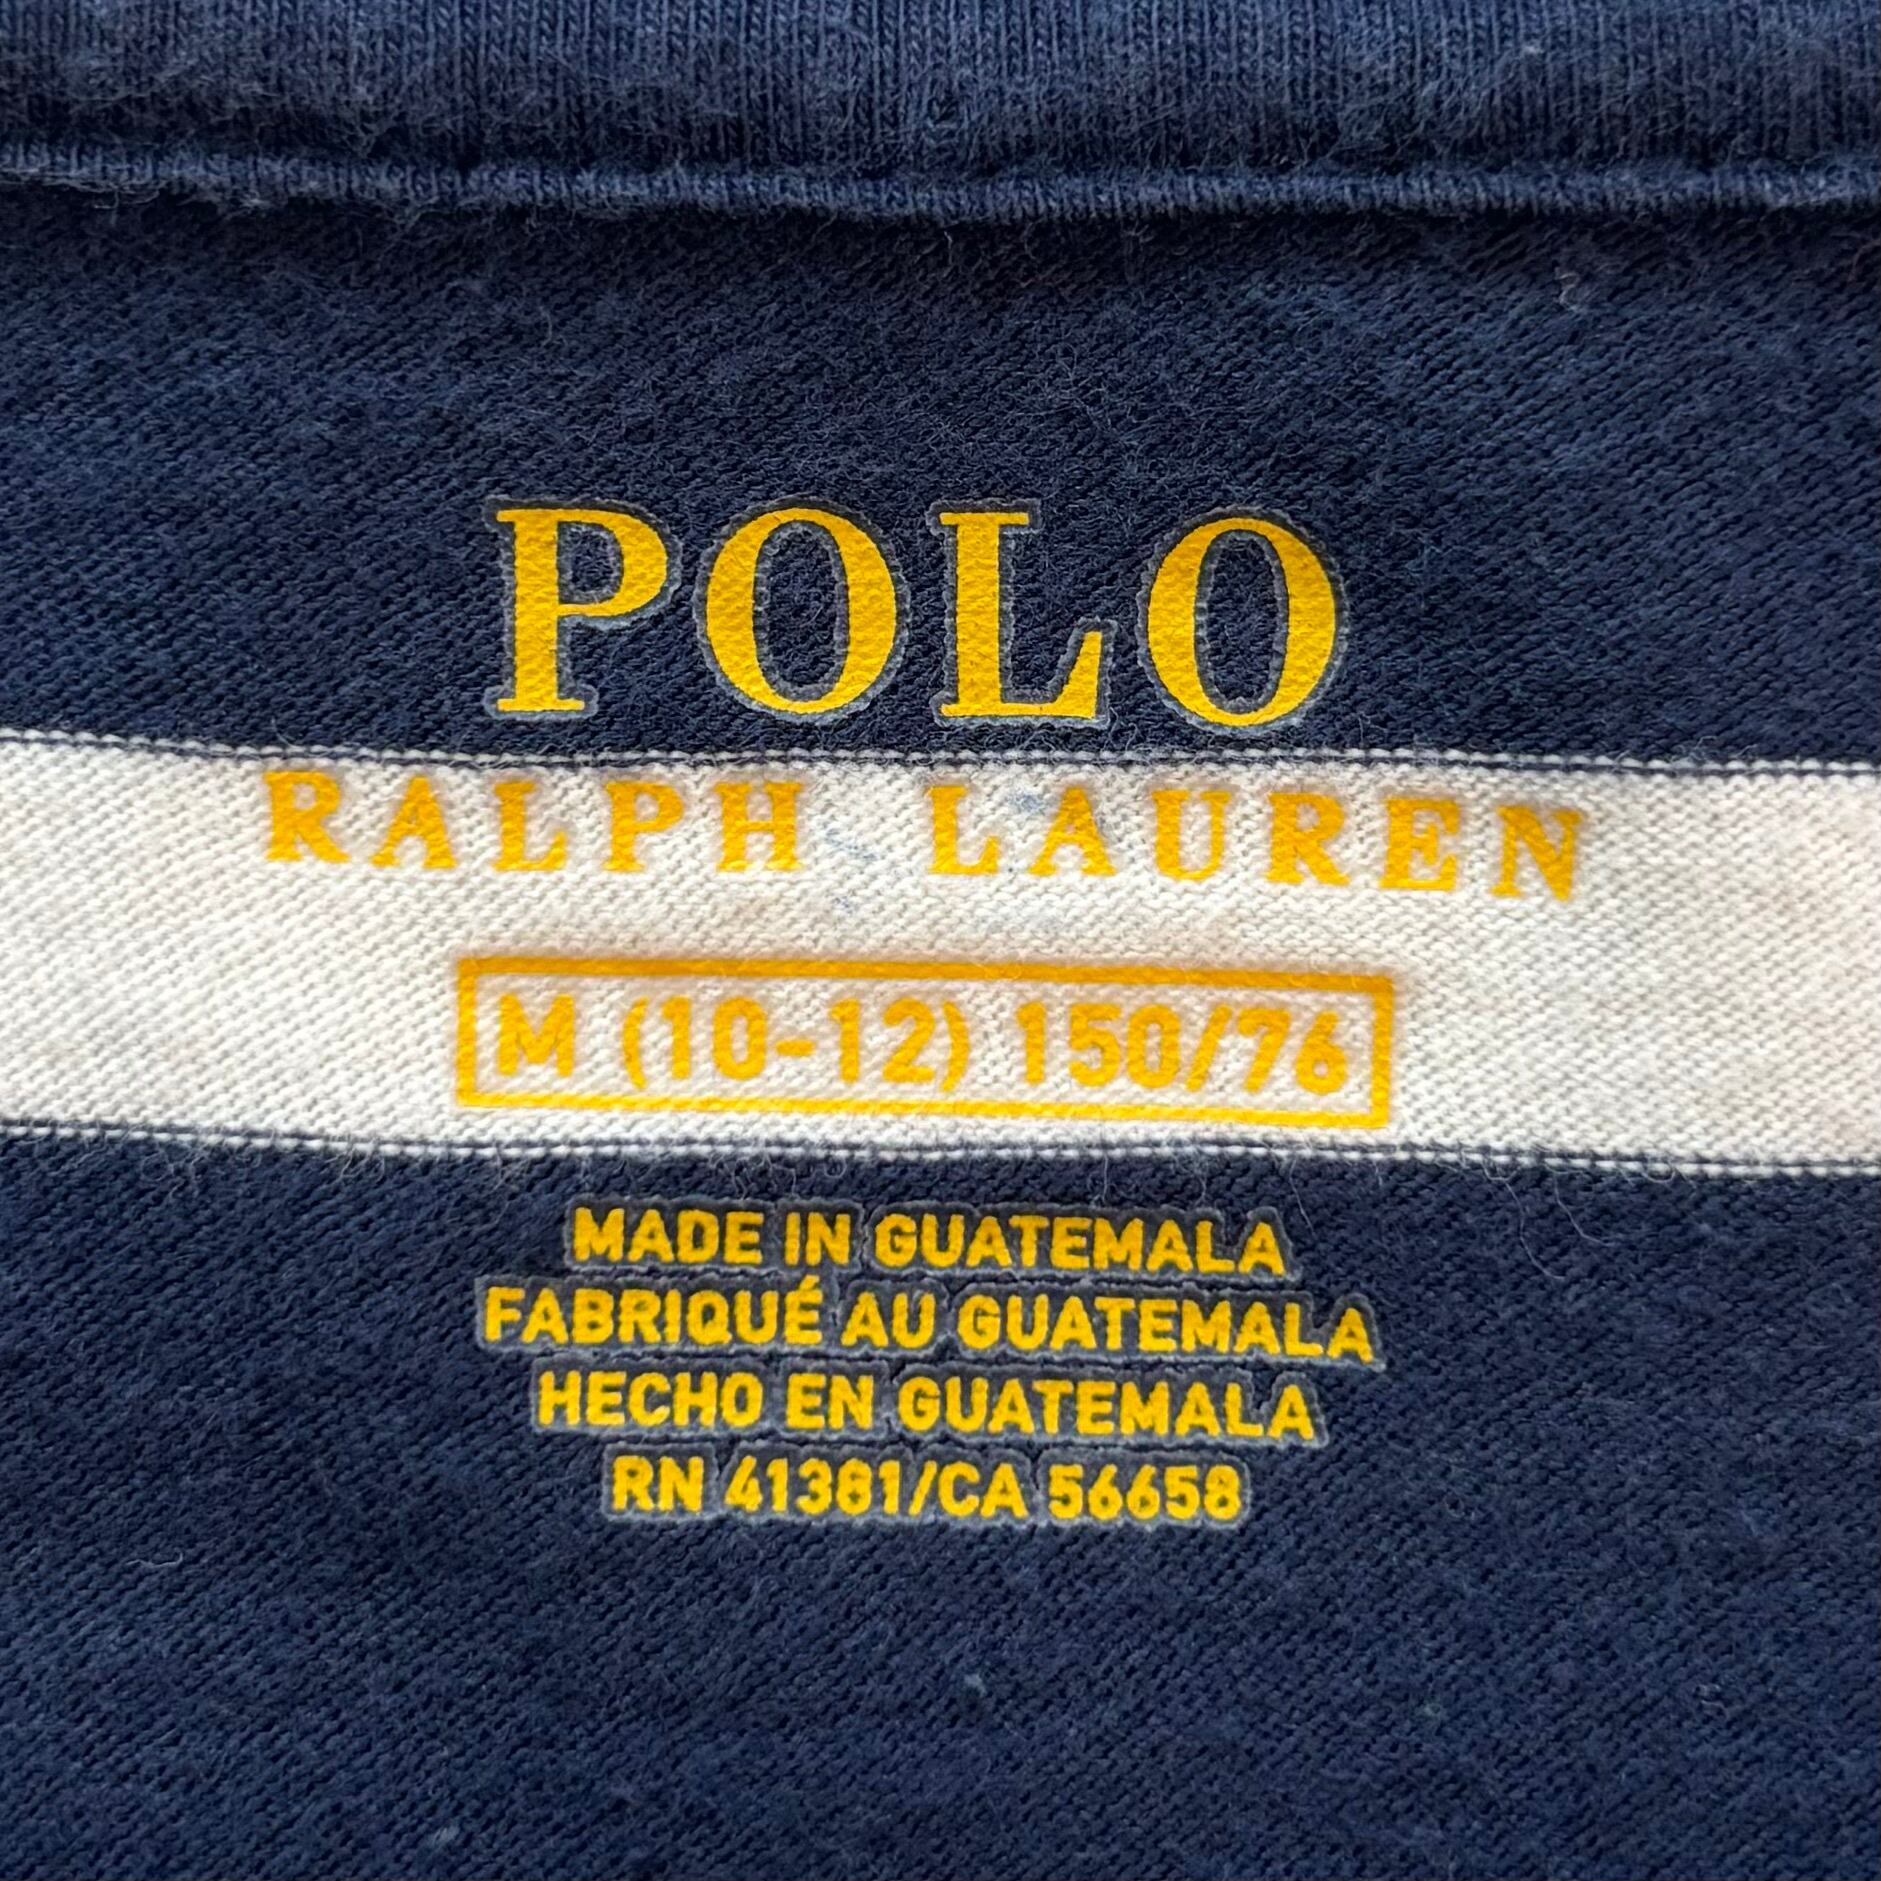 POLO
RALPH LAUREN
M (10-12) 150/76
MADE IN GUATEMALA
FABRIQUÉ AU GUATEMALA
HECHO EN GUATEMALA
RN 41381/CA 56658